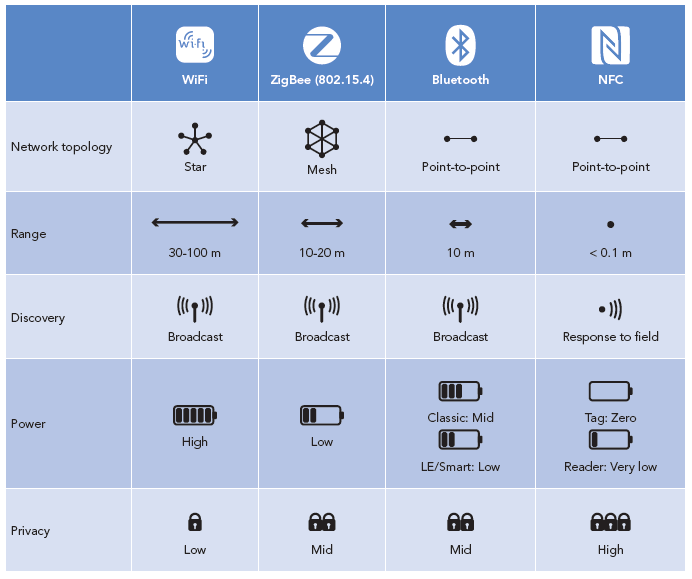 Wi-Fi
WiFi
ZigBee (802.15.4)
Bluetooth
NFC
Network topology
Star
Mesh
Point-to-point
Point-to-point
Range
30-100 m
10-20 m
10 m
< 0.1 m
Discovery
Broadcast
Broadcast
Broadcast
Response to field
Power
High
Low
Classic: Mid
LE/Smart: Low
Tag: Zero
Reader: Very low
Privacy
Low
Mid
Mid
High